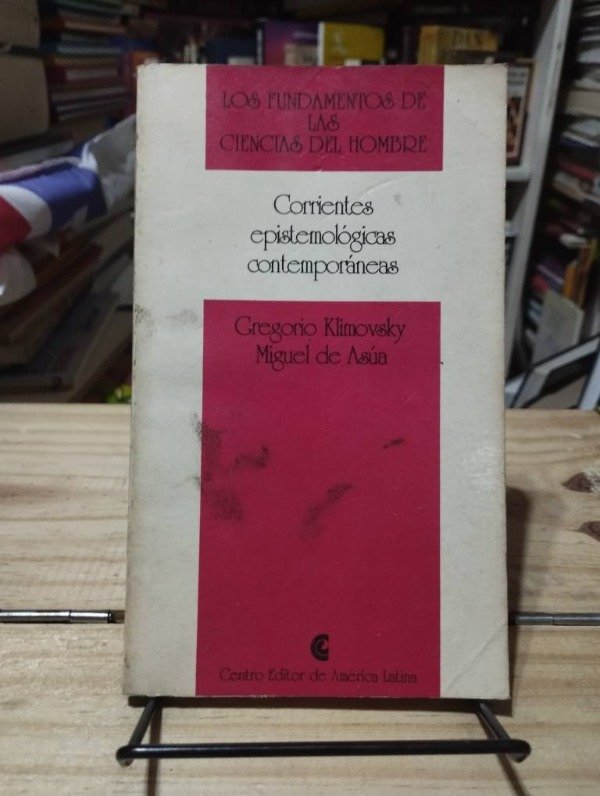 LOS FUNDAMENTOS DE
LAS
CIENCIAS DEL HOMBRE
Corrientes
epistemológicas
contemporáneas
Gregorio Klimovsky
Miguel de Asúa
Centro Editor de América Latina